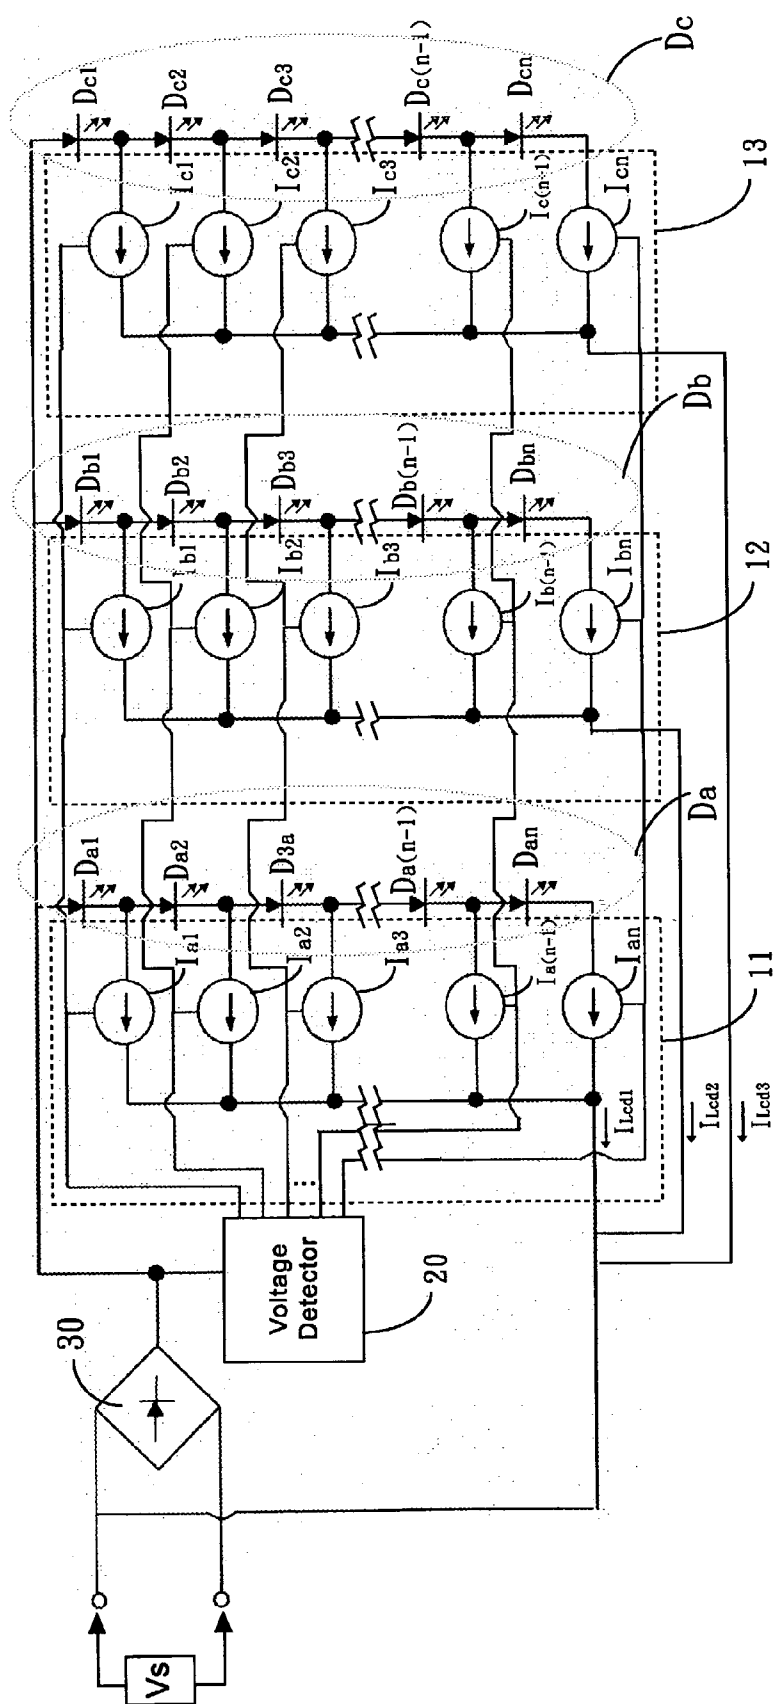 Dc1
Dc2
Dc3
Dc(n-1)
Dcn
Dc
Ic1
Ic2
Ic3
Ic(n-1)
Icn
13
Db1
Db2
Db3
Db(n-1)
Dbn
Db
Ib1
Ib2
Ib3
Ib(n-1)
Ibn
12
Da1
Da2
D3a
Da(n-1)
Dan
Da
Ia1
Ia2
Ia3
Ia(n-1)
Ian
11
ILcd1
ILcd2
ILcd3
Voltage
Detector
20
30
Vs